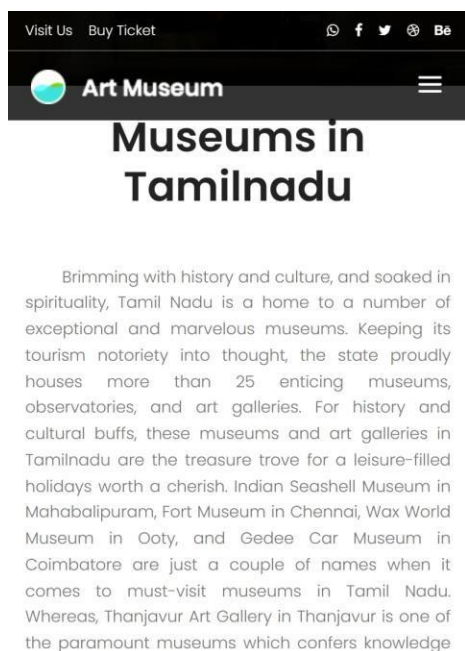 Visit Us Buy Ticket Bē
Art Museum
Museums in
Tamilnadu
Brimming with history and culture, and soaked in
spirituality, Tamil Nadu is a home to a number of
exceptional and marvelous museums. Keeping its
tourism notoriety into thought, the state proudly
houses more than 25 enticing museums,
observatories, and art galleries. For history and
cultural buffs, these museums and art galleries in
Tamilnadu are the treasure trove for a leisure-filled
holidays worth a cherish. Indian Seashell Museum in
Mahabalipuram, Fort Museum in Chennai, Wax World
Museum in Ooty, and Gedee Car Museum in
Coimbatore are just a couple of names when it
comes to must-visit museums in Tamil Nadu.
Whereas, Thanjavur Art Gallery in Thanjavur is one of
the paramount museums which confers knowledge